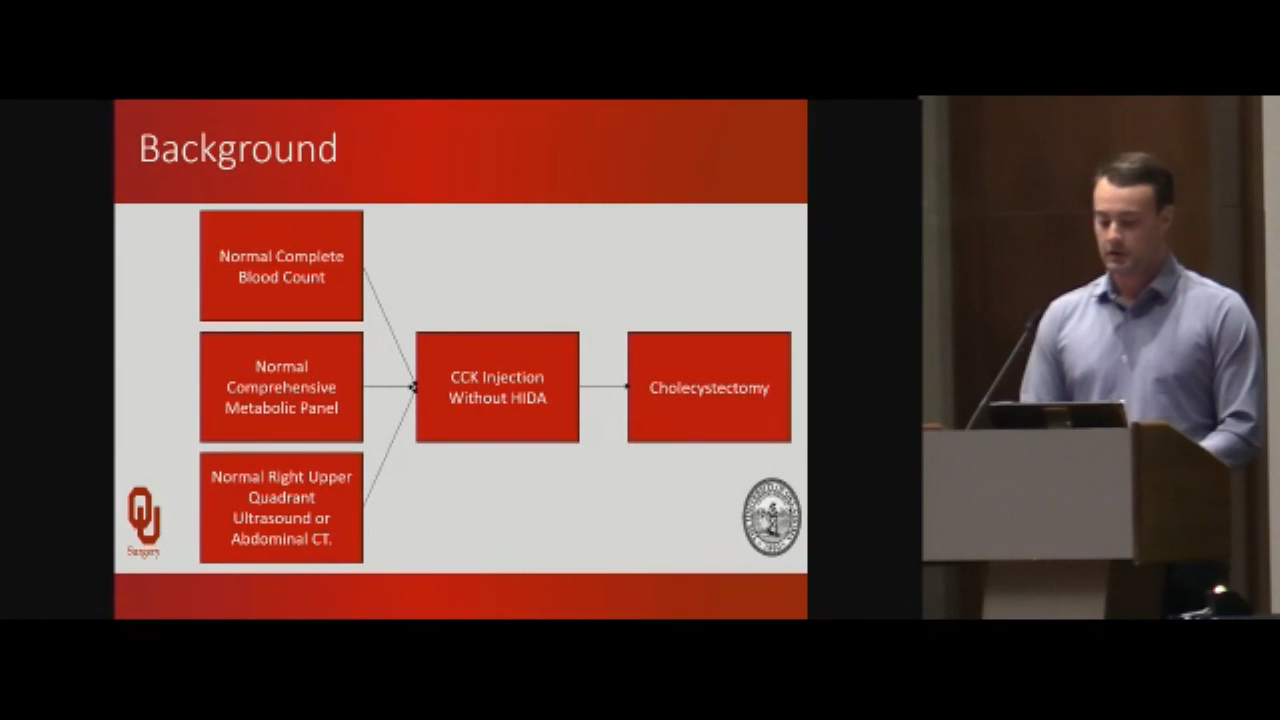 Background
Normal Complete
Blood Count
Normal
Comprehensive
Metabolic Panel
Normal Right Upper
Quadrant
Ultrasound or
Abdominal CT.
CCK Injection
Without HIDA
Cholecystectomy
OU
Surgery